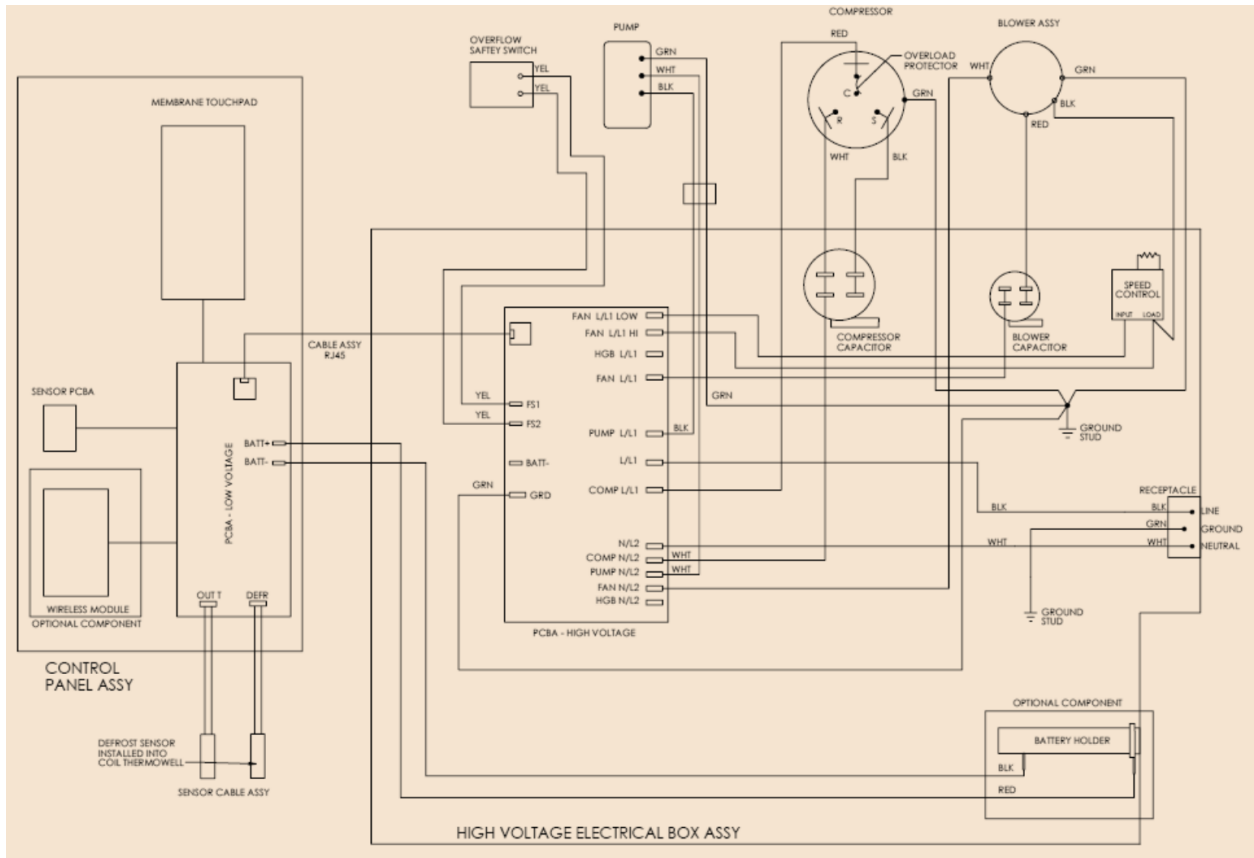 COMPRESSOR
RED
BLOWER ASSY
PUMP
OVERFLOW
SAFTEY SWITCH
YEL
YEL
GRN
WHT
BLK
OVERLOAD
PROTECTOR
C
R
S
GRN
WHT
BLK
WHT
GRN
BLK
RED
MEMBRANE TOUCHPAD
SPEED
CONTROL
INPUT
LOAD
COMPRESSOR
CAPACITOR
BLOWER
CAPACITOR
CABLE ASSY
RJ45
FAN L/L1 LOW
FAN L/L1 HI
HGB L/L1
FAN L/L1
PUMP L/L1
BLK
L/L1
COMP L/L1
N/L2
COMP N/L2
WHT
PUMP N/L2
WHT
FAN N/L2
HGB N/L2
YEL
FS1
YEL
FS2
BATT-
GRN
GRD
PCBA - HIGH VOLTAGE
GRN
GROUND
STUD
RECEPTACLE
BLK
BLK
LINE
GRN
GROUND
WHT
WHT
NEUTRAL
GROUND
STUD
SENSOR PCBA
BATT+
BATT-
PCBA - LOW VOLTAGE
OUT T
DEFR
WIRELESS MODULE
OPTIONAL COMPONENT
CONTROL
PANEL ASSY
DEFROST SENSOR
INSTALLED INTO
COIL THERMOWELL
SENSOR CABLE ASSY
OPTIONAL COMPONENT
BATTERY HOLDER
BLK
RED
HIGH VOLTAGE ELECTRICAL BOX ASSY